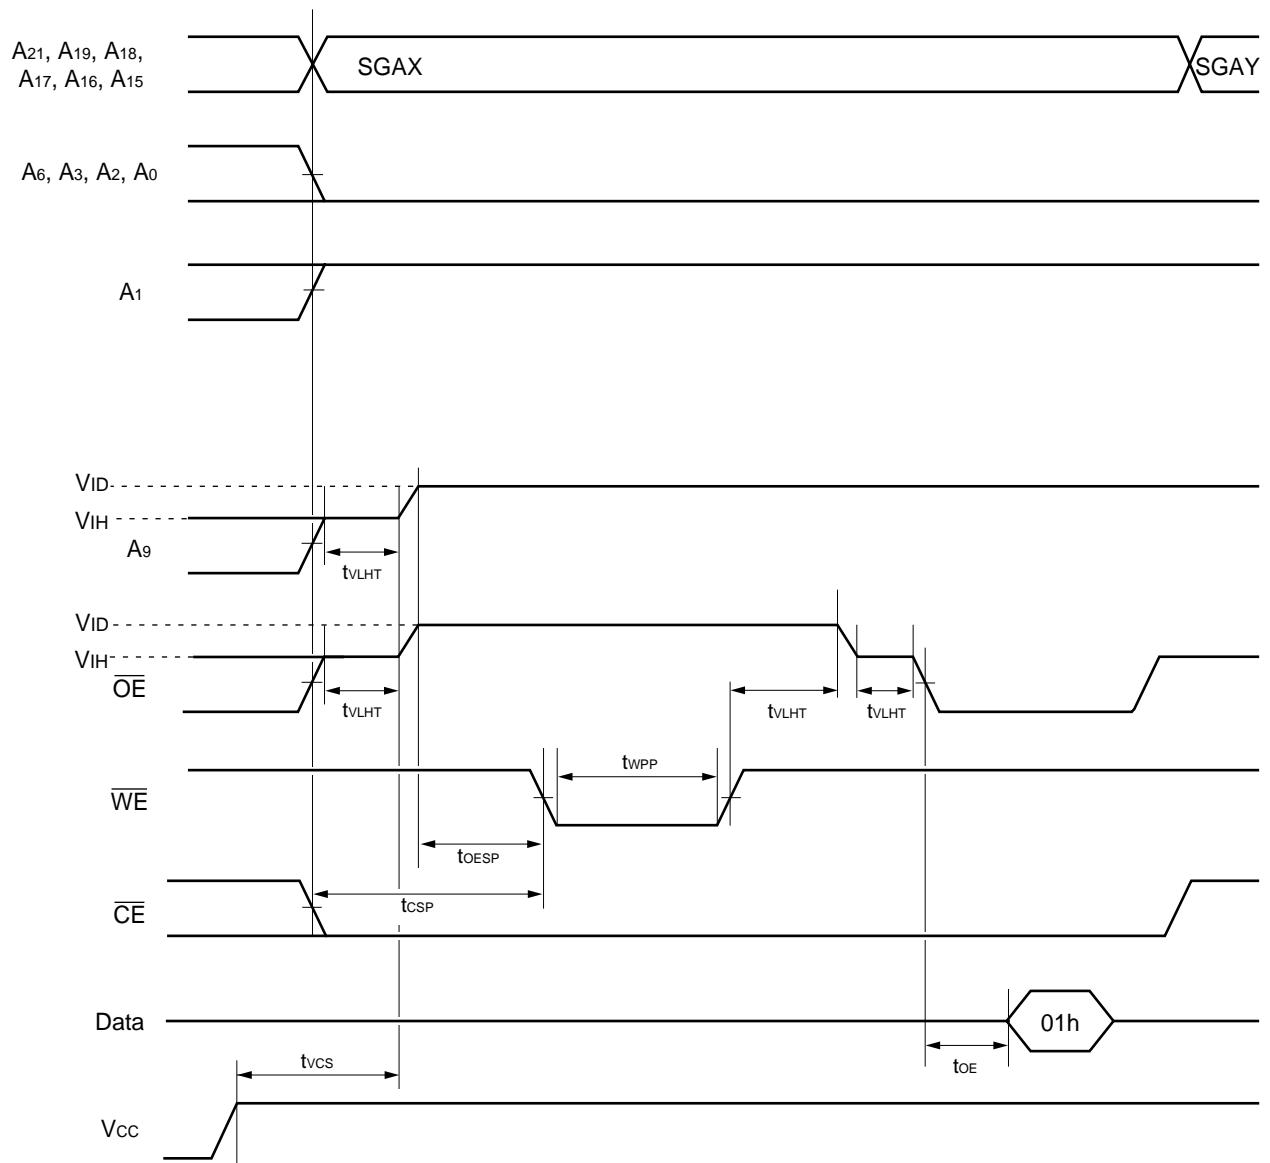 A21, A19, A18,
A17, A16, A15
SGAX
SGAY
A6, A3, A2, A0
A1
VID
VIH
A9
tVLHT
VID
VIH
OE
tVLHT
tVLHT
tVLHT
tWPP
WE
tOESP
tCSP
CE
Data
01h
tOE
tVCS
VCC